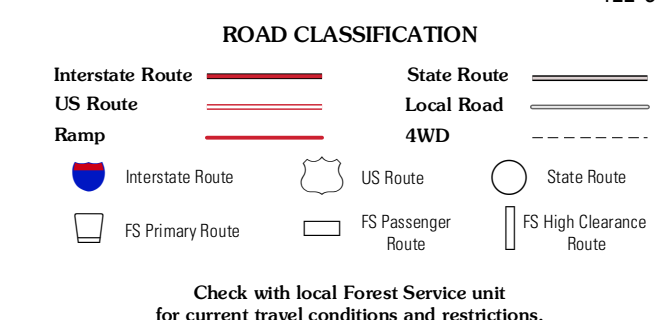 ROAD CLASSIFICATION
Interstate Route
State Route
US Route
Local Road
Ramp
4WD
Interstate Route
US Route
State Route
FS Primary Route
FS Passenger
Route
FS High Clearance
Route
Check with local Forest Service unit
for current travel conditions and restrictions.